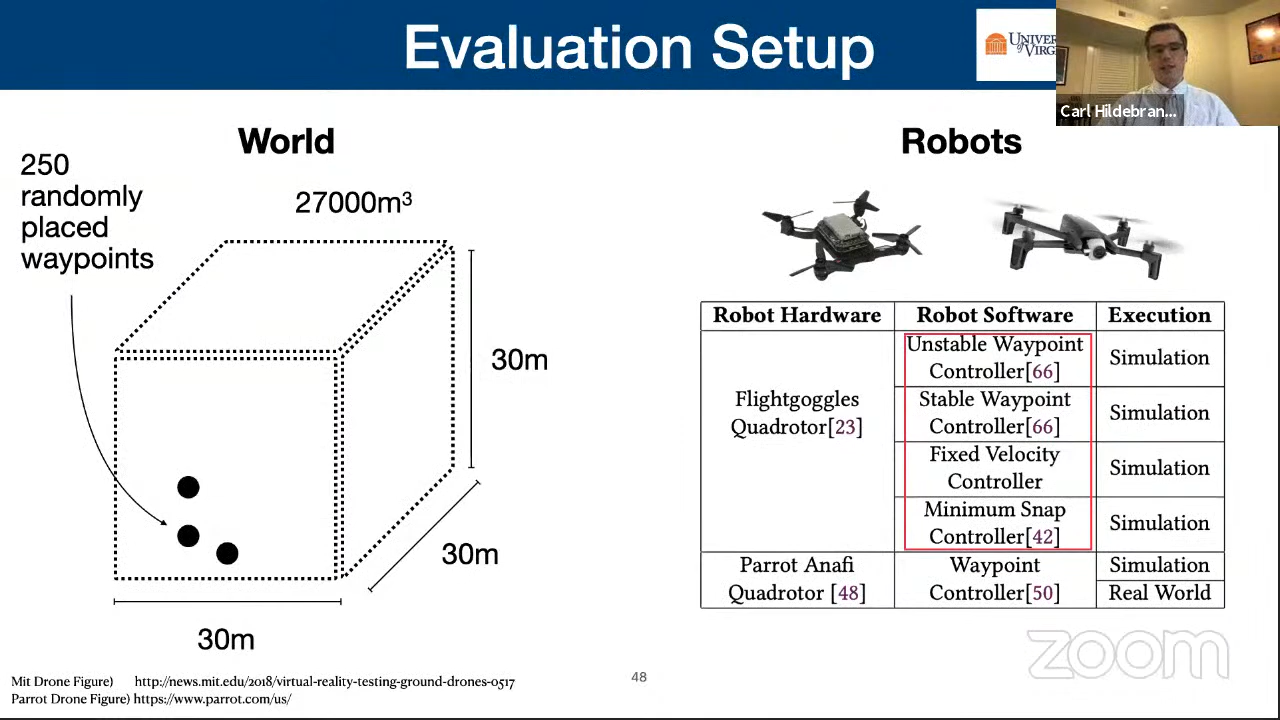 Evaluation Setup
Carl Hildebran...
World
250
randomly
placed
waypoints
27000m³
30m
30m
30m
Robots
Robot Hardware Robot Software Execution
Flightgoggles
Quadrotor[23]
Unstable Waypoint
Controller[66]
Simulation
Stable Waypoint
Controller[66]
Simulation
Fixed Velocity
Controller
Simulation
Minimum Snap
Controller[42]
Simulation
Parrot Anafi
Quadrotor [48]
Waypoint
Controller[50]
Simulation
Real World
zoom
Mit Drone Figure) http://news.mit.edu/2018/virtual-reality-testing-ground-drones-0517
Parrot Drone Figure) https://www.parrot.com/us/
48